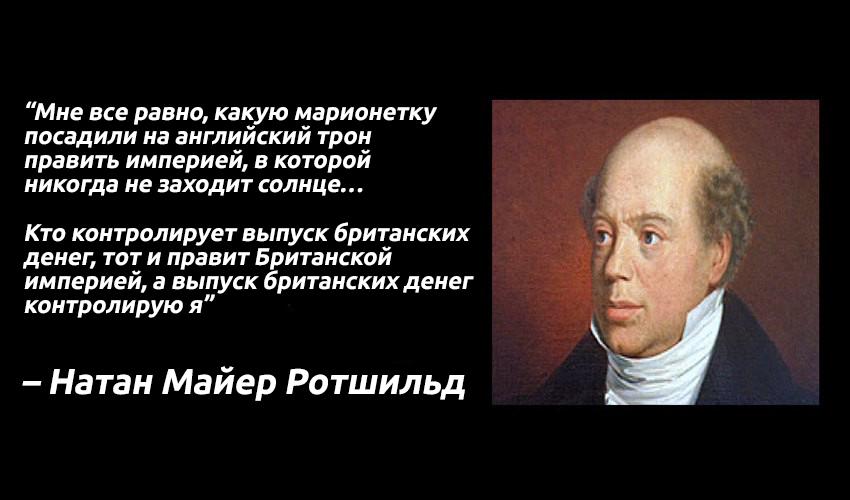 “Мне все равно, какую марионетку
посадили на английский трон
править империей, в которой
никогда не заходит солнце…
Кто контролирует выпуск британских
денег, тот и правит Британской
империей, а выпуск британских денег
контролирую я”
– Натан Майер Ротшильд